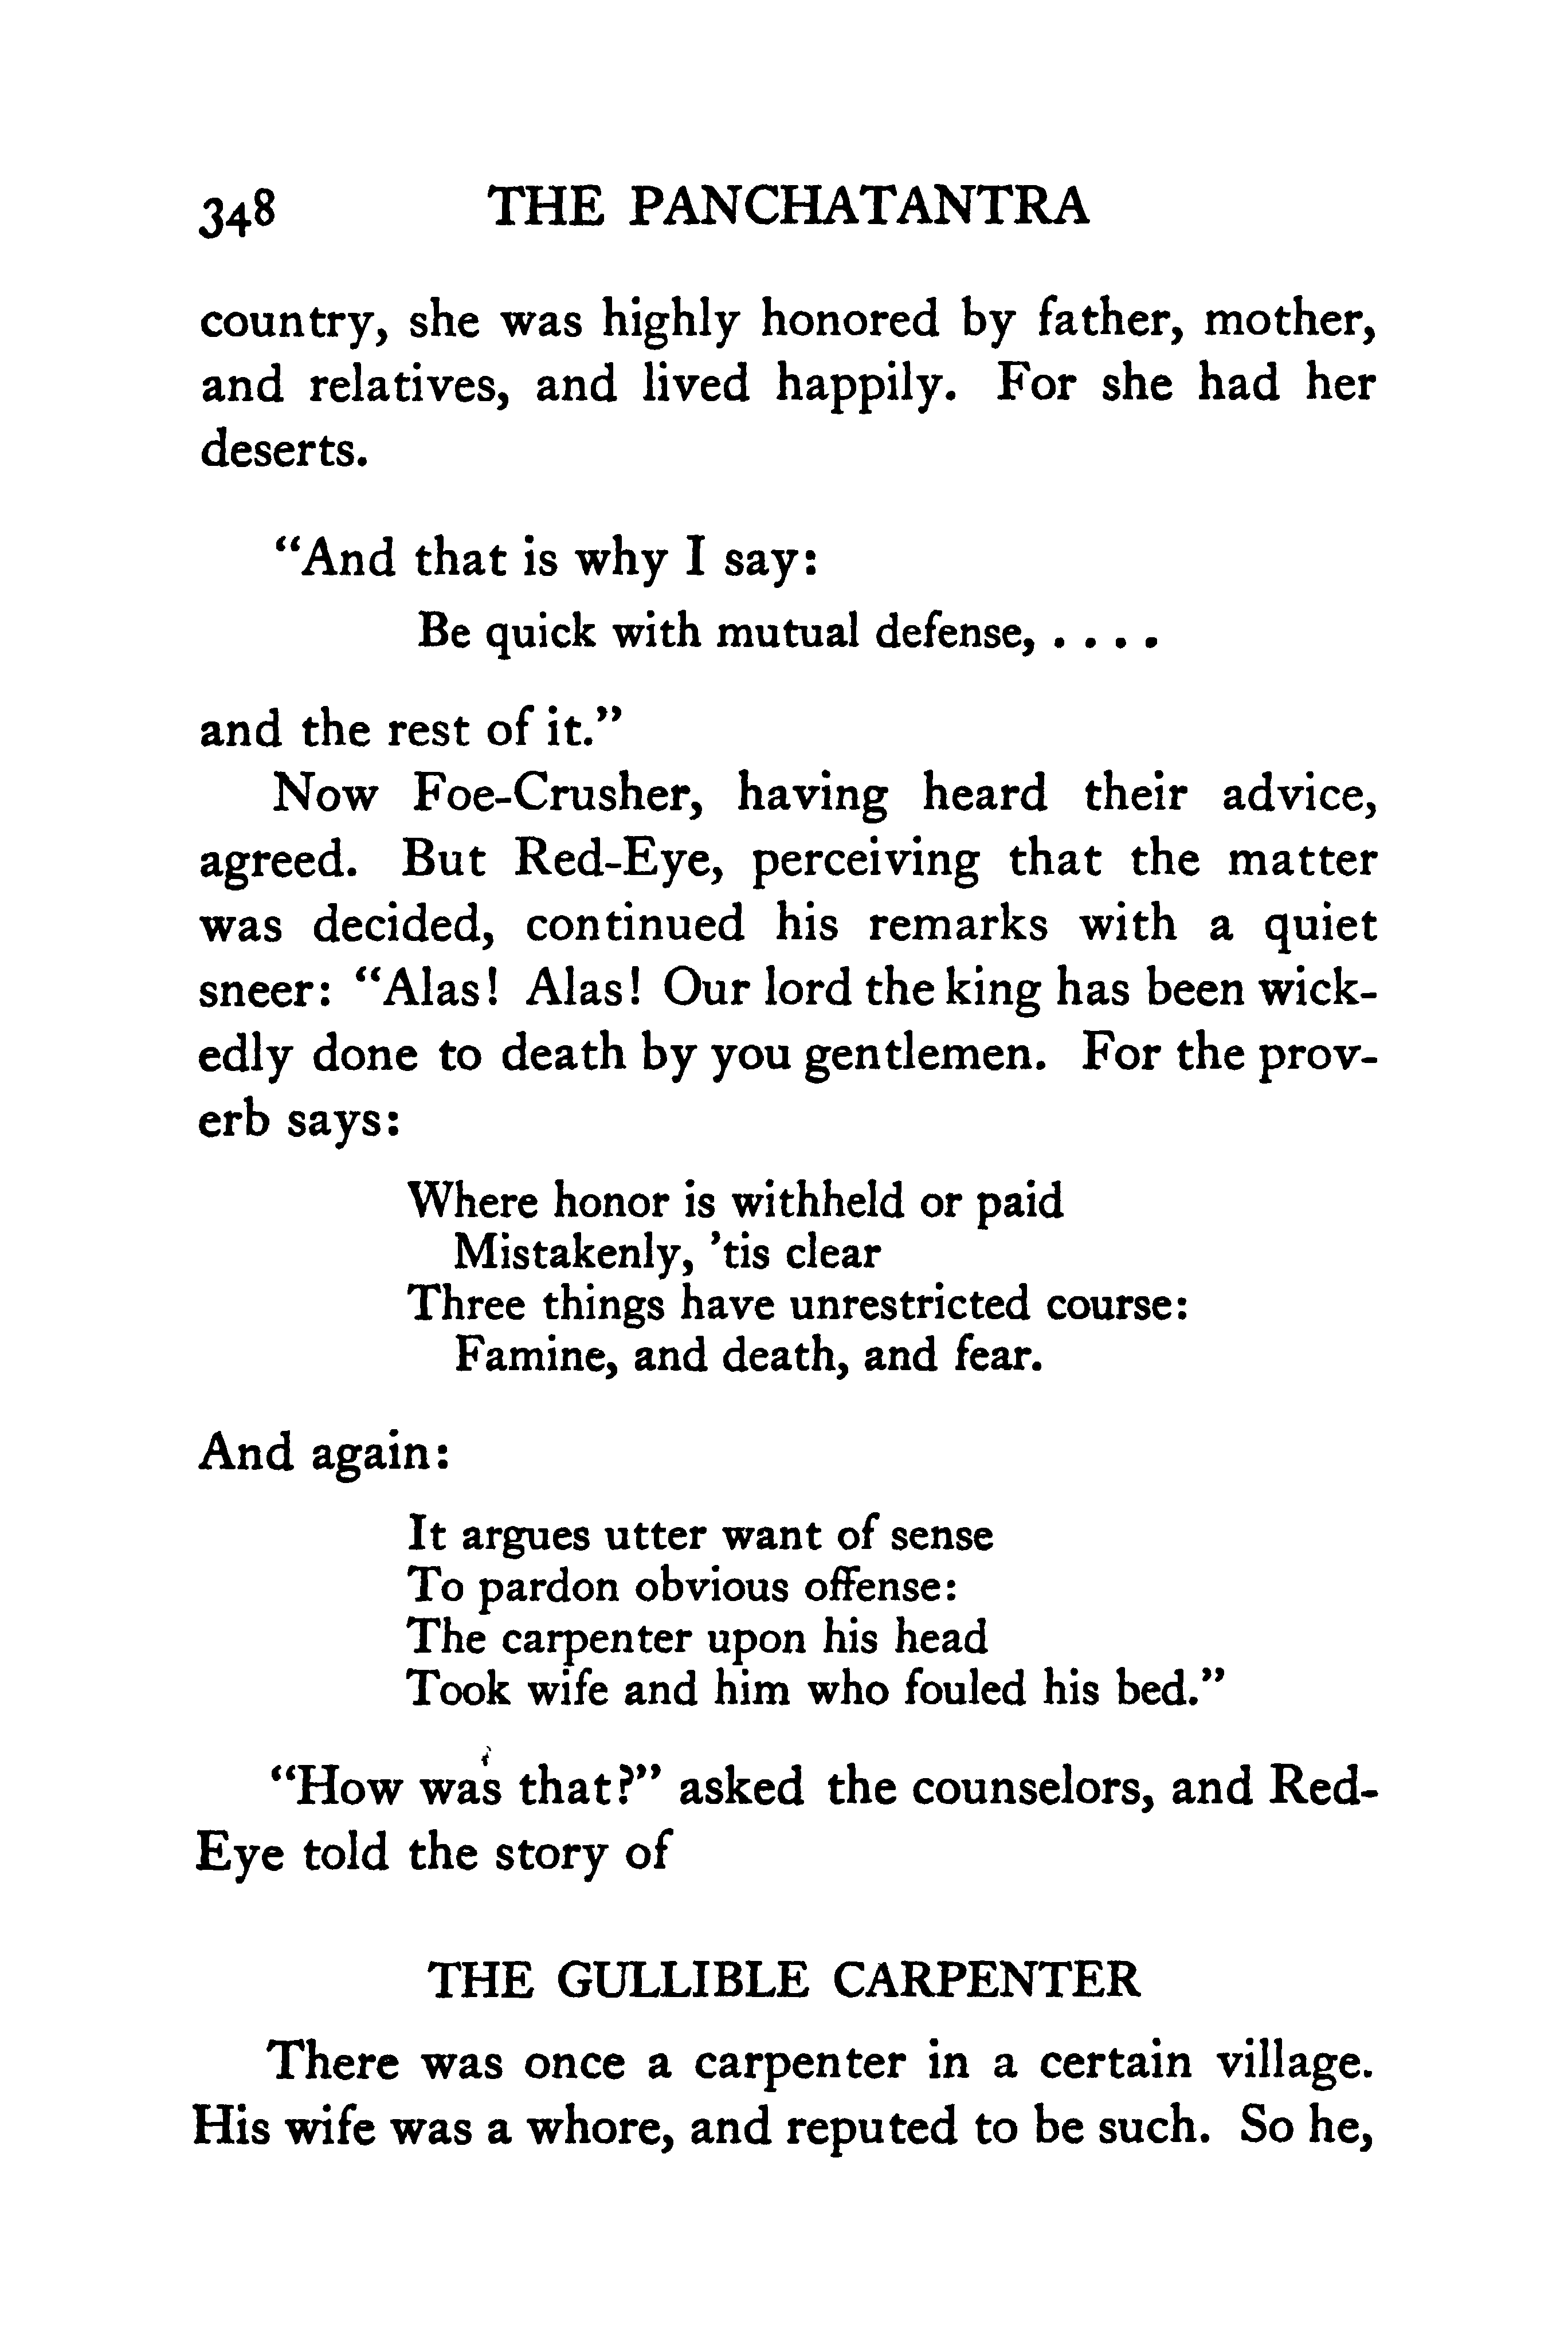 348 THE PANCHATANTRA
country, she was highly honored by father, mother,
and relatives, and lived happily. For she had her
deserts.
“And that is why I say:
Be quick with mutual defense, . . . .
and the rest of it.”
Now Foe-Crusher, having heard their advice,
agreed. But Red-Eye, perceiving that the matter
was decided, continued his remarks with a quiet
sneer: “Alas! Alas! Our lord the king has been wick-
edly done to death by you gentlemen. For the prov-
erb says:
Where honor is withheld or paid
Mistakenly, ’tis clear
Three things have unrestricted course:
Famine, and death, and fear.
And again:
It argues utter want of sense
To pardon obvious offense:
The carpenter upon his head
Took wife and him who fouled his bed.”
“How was that?” asked the counselors, and Red-
Eye told the story of
THE GULLIBLE CARPENTER
There was once a carpenter in a certain village.
His wife was a whore, and reputed to be such. So he,